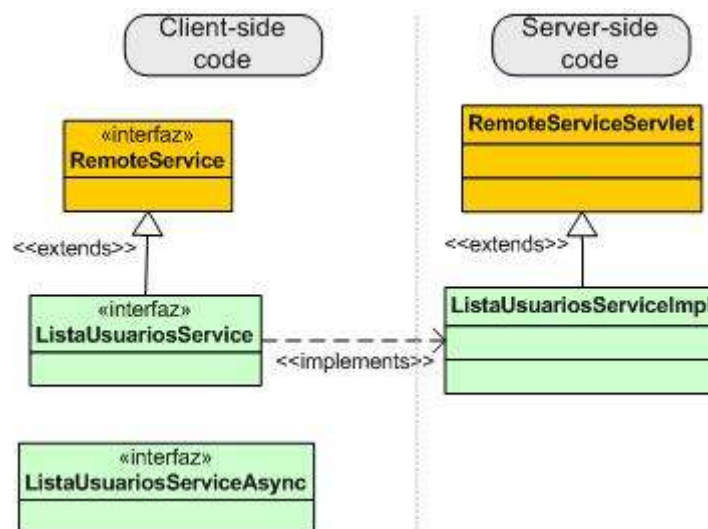 Client-side
code
Server-side
code
«interfaz»
RemoteService
RemoteServiceServlet
<<extends>>
<<extends>>
«interfaz»
ListaUsuariosService
ListaUsuariosServiceImpl
<<implements>>
«interfaz»
ListaUsuariosServiceAsync